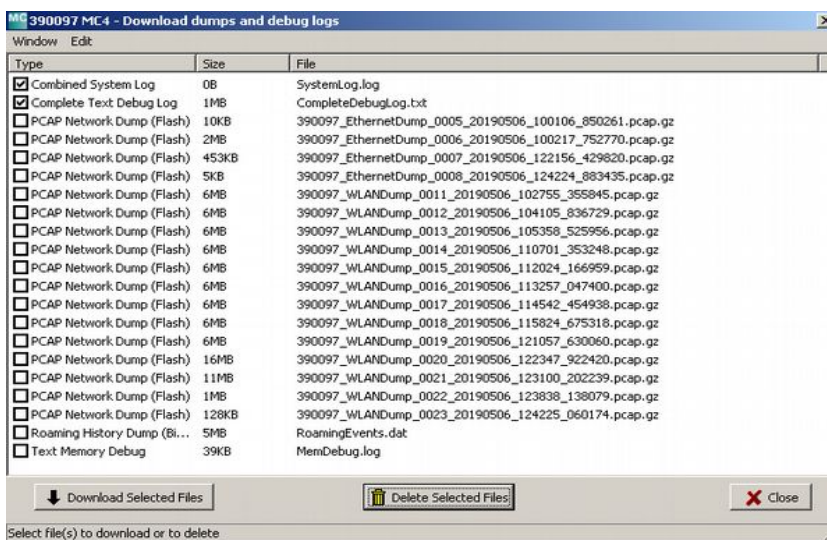 MC 390097 MC4 - Download dumps and debug logs
Window Edit
Type Size File
Combined System Log 0B SystemLog.log
Complete Text Debug Log 1MB CompleteDebugLog.txt
PCAP Network Dump (Flash) 10KB 390097_EthernetDump_0005_20190506_100106_850261.pcap.gz
PCAP Network Dump (Flash) 2MB 390097_EthernetDump_0006_20190506_100217_752770.pcap.gz
PCAP Network Dump (Flash) 453KB 390097_EthernetDump_0007_20190506_122156_429820.pcap.gz
PCAP Network Dump (Flash) 5KB 390097_EthernetDump_0008_20190506_124224_883435.pcap.gz
PCAP Network Dump (Flash) 6MB 390097_WLANDump_0011_20190506_102755_355845.pcap.gz
PCAP Network Dump (Flash) 6MB 390097_WLANDump_0012_20190506_104105_836729.pcap.gz
PCAP Network Dump (Flash) 6MB 390097_WLANDump_0013_20190506_105358_525956.pcap.gz
PCAP Network Dump (Flash) 6MB 390097_WLANDump_0014_20190506_110701_353248.pcap.gz
PCAP Network Dump (Flash) 6MB 390097_WLANDump_0015_20190506_112024_166959.pcap.gz
PCAP Network Dump (Flash) 6MB 390097_WLANDump_0016_20190506_113257_047400.pcap.gz
PCAP Network Dump (Flash) 6MB 390097_WLANDump_0017_20190506_114542_454938.pcap.gz
PCAP Network Dump (Flash) 6MB 390097_WLANDump_0018_20190506_115824_675318.pcap.gz
PCAP Network Dump (Flash) 6MB 390097_WLANDump_0019_20190506_121057_630060.pcap.gz
PCAP Network Dump (Flash) 16MB 390097_WLANDump_0020_20190506_122347_922420.pcap.gz
PCAP Network Dump (Flash) 11MB 390097_WLANDump_0021_20190506_123100_202239.pcap.gz
PCAP Network Dump (Flash) 1MB 390097_WLANDump_0022_20190506_123838_138079.pcap.gz
PCAP Network Dump (Flash) 128KB 390097_WLANDump_0023_20190506_124225_060174.pcap.gz
Roaming History Dump (Bi... 5MB RoamingEvents.dat
Text Memory Debug 39KB MemDebug.log
Download Selected Files Delete Selected Files Close
Select file(s) to download or to delete